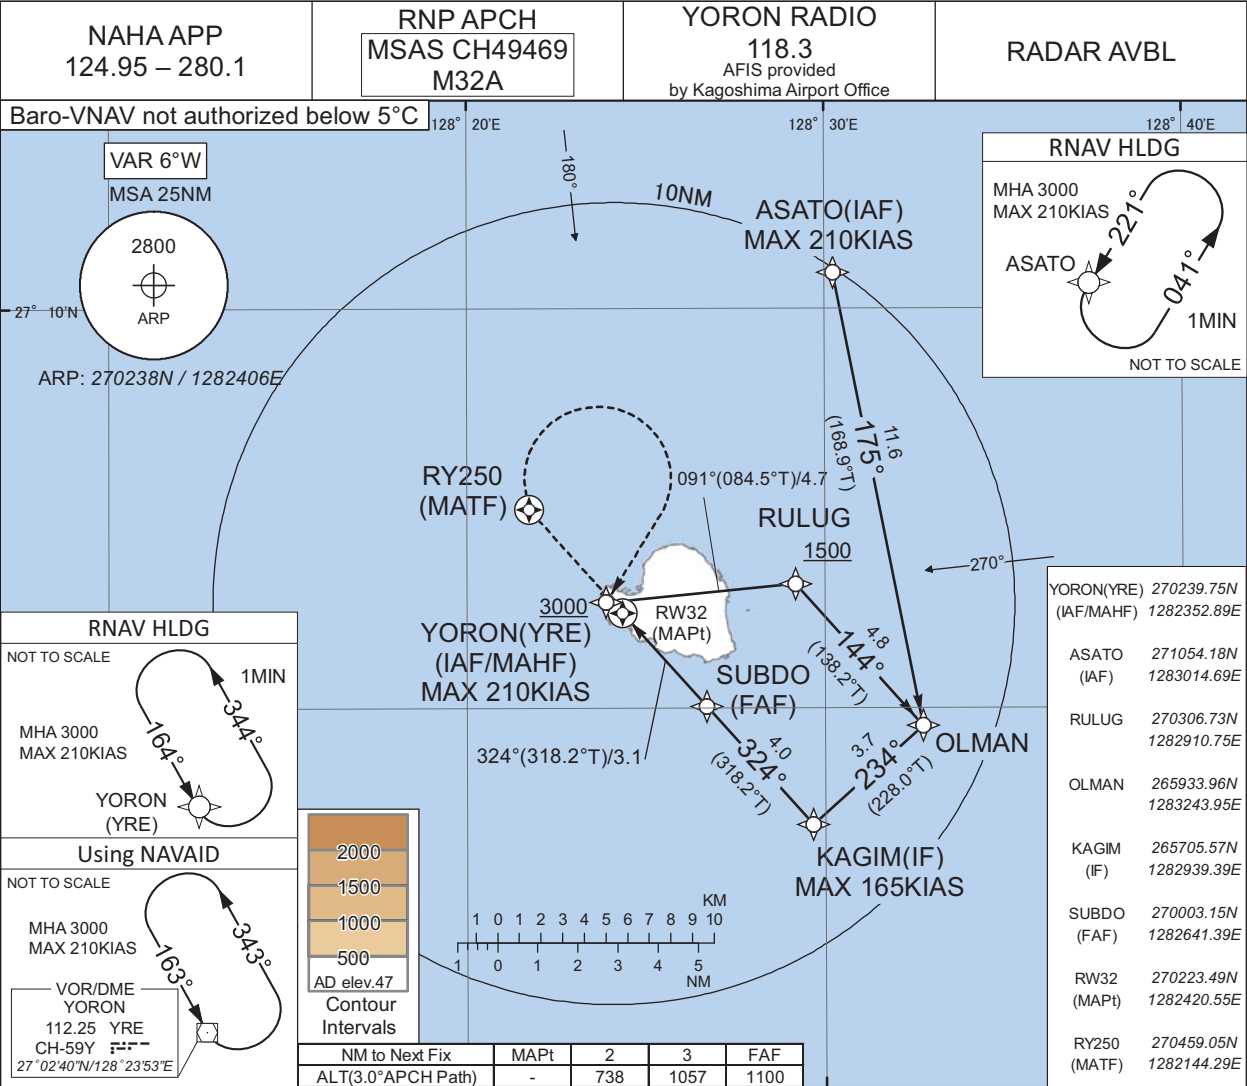 NAHA APP
124.95 – 280.1
RNP APCH
MSAS CH49469
M32A
YORON RADIO
118.3
AFIS provided
by Kagoshima Airport Office
RADAR AVBL
Baro-VNAV not authorized below 5°C
128° 20'E
128° 30'E
128° 40'E
VAR 6°W
MSA 25NM
2800
ARP
27° 10'N
ARP: 270238N / 1282406E
180°
10NM
ASATO(IAF)
MAX 210KIAS
RNAV HLDG
MHA 3000
MAX 210KIAS
ASATO
221°
041°
1MIN
NOT TO SCALE
11.6
175°
(168.9°T)
RY250
(MATF)
091°(084.5°T)/4.7
RULUG
1500
270°
3000
RW32
(MAPt)
YORON(YRE)
(IAF/MAHF)
MAX 210KIAS
4.8
144°
(138.2°T)
SUBDO
(FAF)
OLMAN
324°(318.2°T)/3.1
4.0
324°
(318.2°T)
3.7
234°
(228.0°T)
KAGIM(IF)
MAX 165KIAS
RNAV HLDG
NOT TO SCALE
1MIN
344°
164°
MHA 3000
MAX 210KIAS
YORON
(YRE)
Using NAVAID
NOT TO SCALE
MHA 3000
MAX 210KIAS
343°
163°
VOR/DME
YORON
112.25 YRE
CH-59Y
27°02'40"N/128°23'53"E
2000
1500
1000
500
AD elev.47
Contour
Intervals
KM
1 0 1 2 3 4 5 6 7 8 9 10
1 0 1 2 3 4 5
NM
YORON(YRE) 270239.75N
(IAF/MAHF) 1282352.89E
ASATO 271054.18N
(IAF) 1283014.69E
RULUG 270306.73N
1282910.75E
OLMAN 265933.96N
1283243.95E
KAGIM 265705.57N
(IF) 1282939.39E
SUBDO 270003.15N
(FAF) 1282641.39E
RW32 270223.49N
(MAPt) 1282420.55E
RY250 270459.05N
(MATF) 1282144.29E
NM to Next Fix MAPt 2 3 FAF
ALT(3.0°APCH Path) - 738 1057 1100